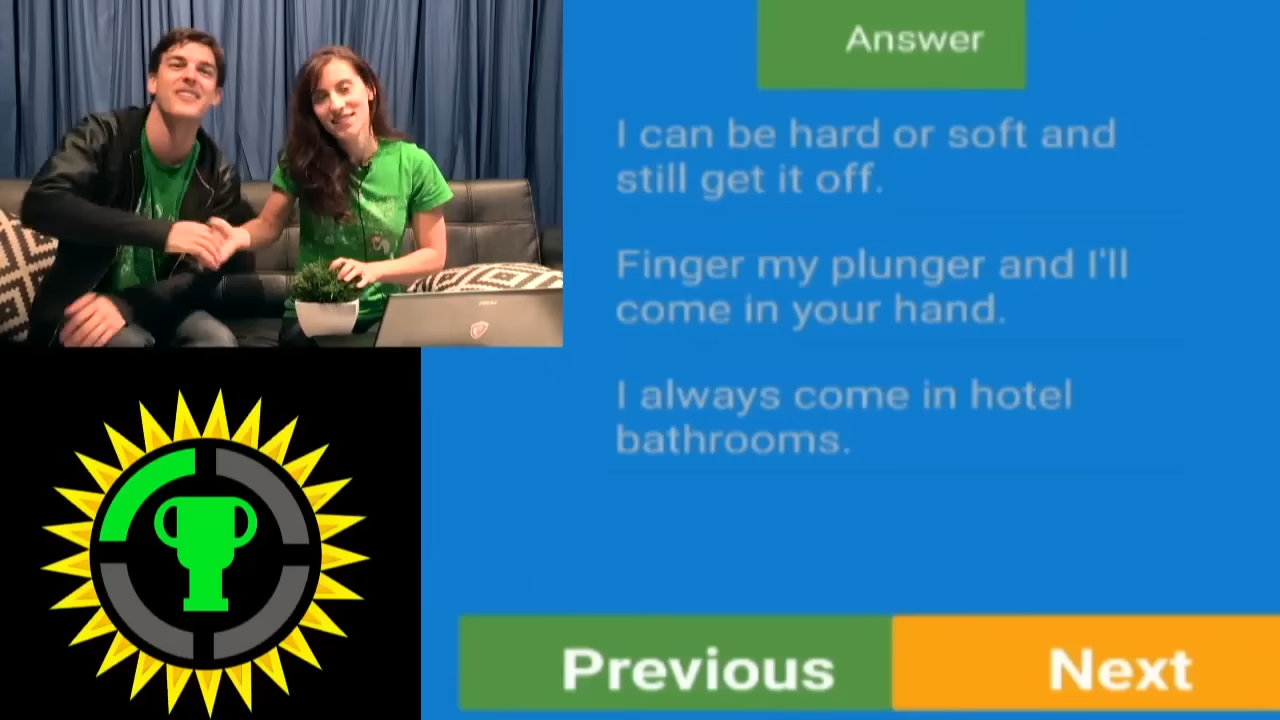 Answer
I can be hard or soft and
still get it off.
Finger my plunger and I'll
come in your hand.
I always come in hotel
bathrooms.
Previous
Next